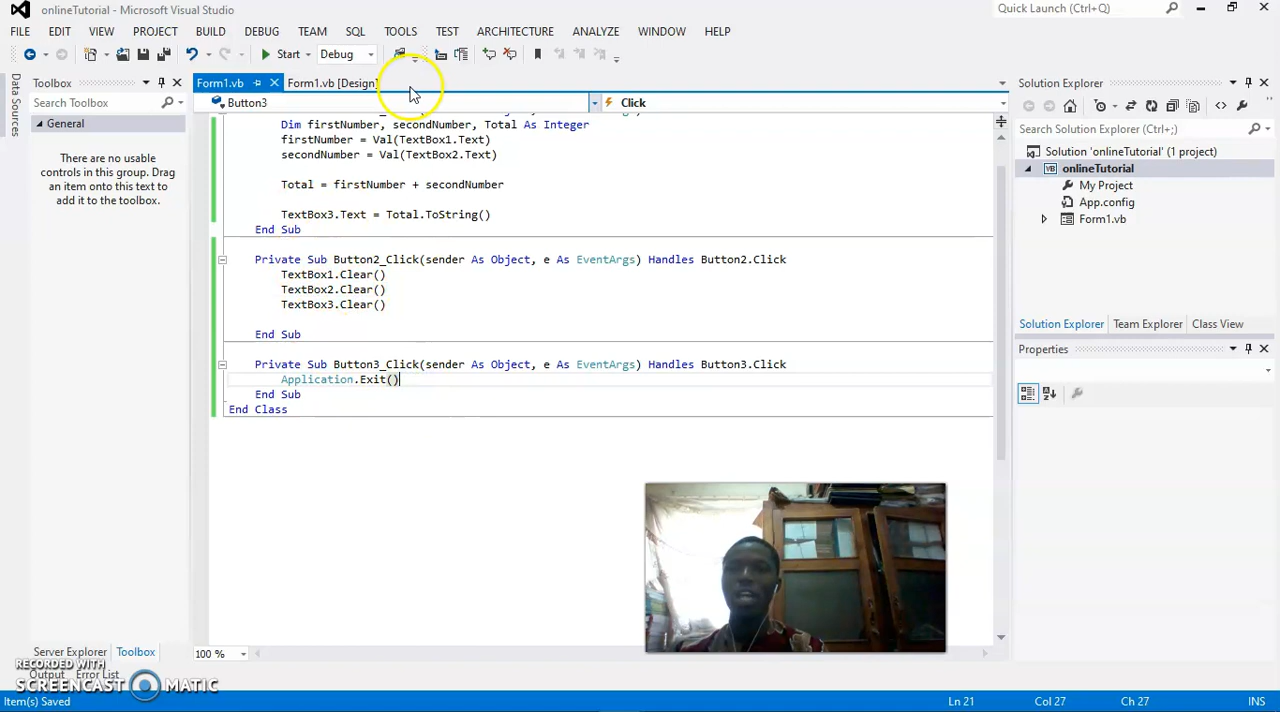 onlineTutorial - Microsoft Visual Studio
Quick Launch (Ctrl+Q)
FILE EDIT VIEW PROJECT BUILD DEBUG TEAM SQL TOOLS TEST ARCHITECTURE ANALYZE WINDOW HELP
Start Debug
Data Sources
Toolbox
Search Toolbox
General
There are no usable
controls in this group. Drag
an item onto this text to
add it to the toolbox.
Form1.vb Form1.vb [Design]
Button3 Click
Dim firstNumber, secondNumber, Total As Integer
firstNumber = Val(TextBox1.Text)
secondNumber = Val(TextBox2.Text)
Total = firstNumber + secondNumber
TextBox3.Text = Total.ToString()
End Sub
Private Sub Button2_Click(sender As Object, e As EventArgs) Handles Button2.Click
TextBox1.Clear()
TextBox2.Clear()
TextBox3.Clear()
End Sub
Private Sub Button3_Click(sender As Object, e As EventArgs) Handles Button3.Click
Application.Exit()
End Sub
End Class
100 %
Solution Explorer
Search Solution Explorer (Ctrl+;)
Solution 'onlineTutorial' (1 project)
VB onlineTutorial
My Project
App.config
Form1.vb
Solution Explorer Team Explorer Class View
Properties
Server Explorer Toolbox
Output Error List
RECORDED WITH
SCREENCAST MATIC
Item(s) Saved
Ln 21 Col 27 Ch 27 INS